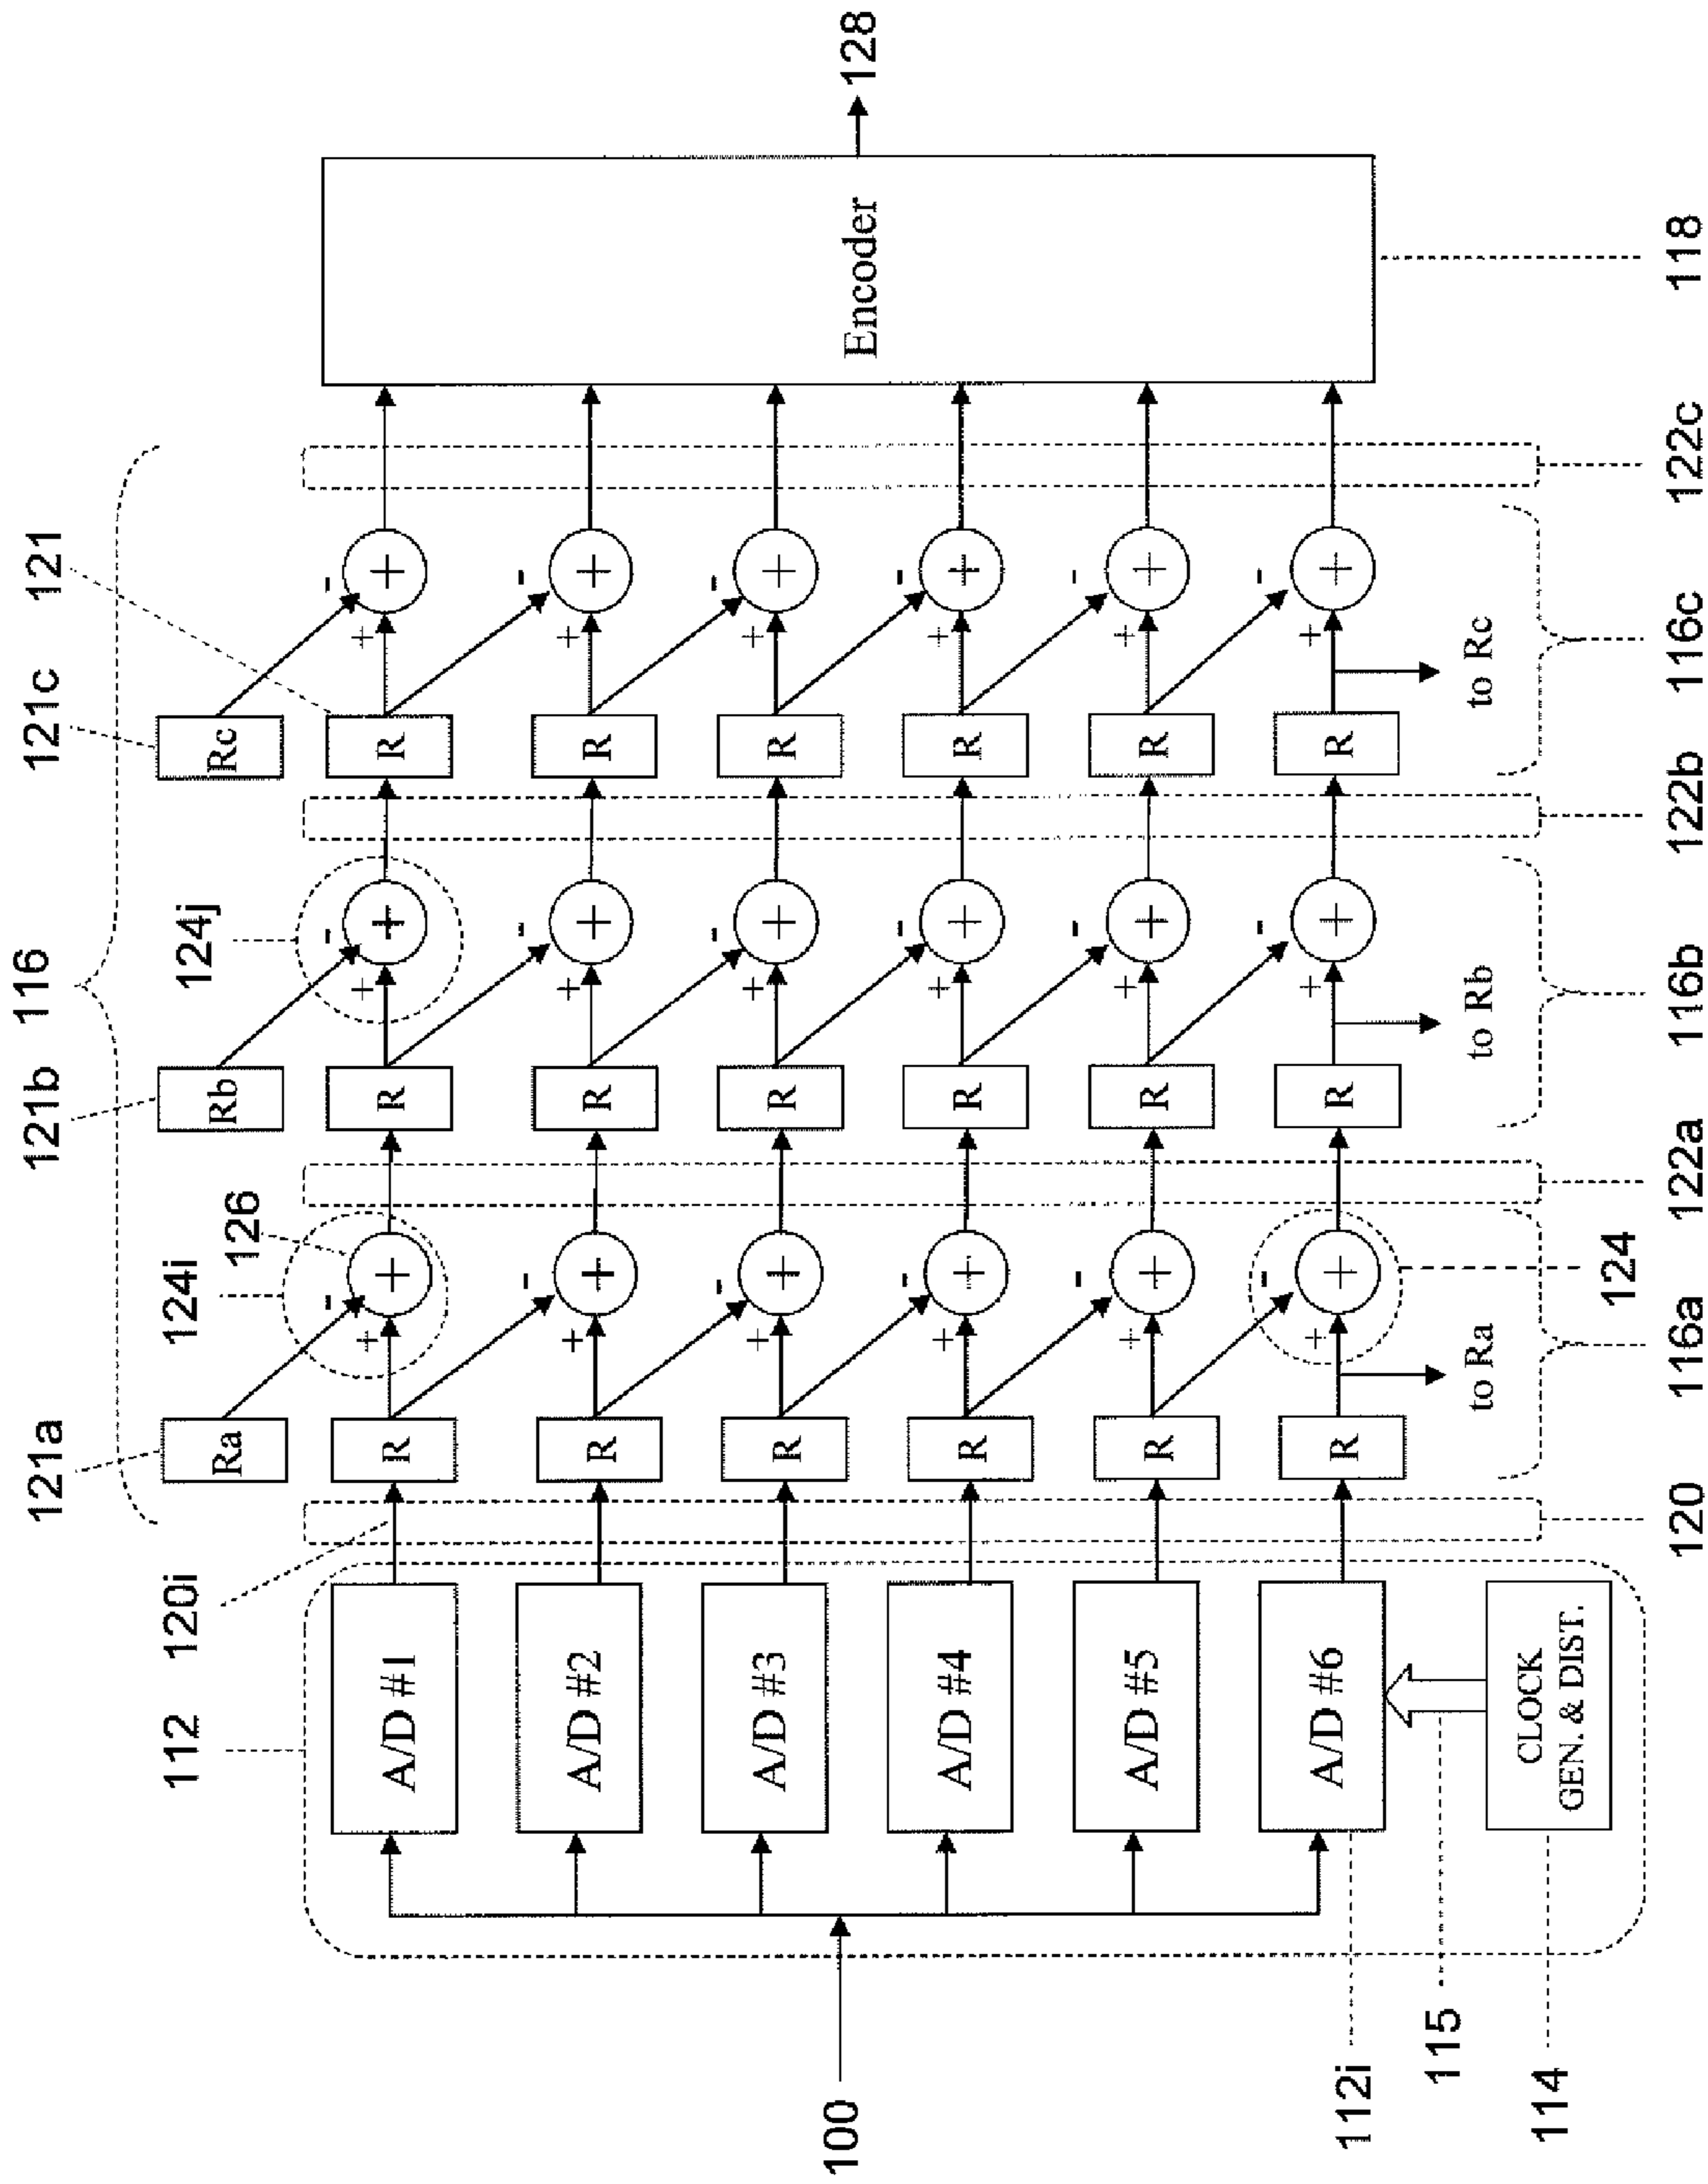 116
121a
121b
121c
121
124i
126
124j
112
120i
Ra
Rb
Rc
A/D #1
R
+
-
+
R
+
-
+
R
+
-
+
A/D #2
R
+
-
+
R
+
-
+
R
+
-
+
A/D #3
R
+
-
+
R
+
-
+
R
+
-
+
Encoder
128
100
A/D #4
R
+
-
+
R
+
-
+
R
+
-
+
A/D #5
R
+
-
+
R
+
-
+
R
+
-
+
A/D #6
R
+
-
+
R
+
-
+
R
+
-
+
CLOCK
GEN. & DIST.
to Ra
to Rb
to Rc
112i
115
114
124
120
116a
122a
116b
122b
116c
122c
118